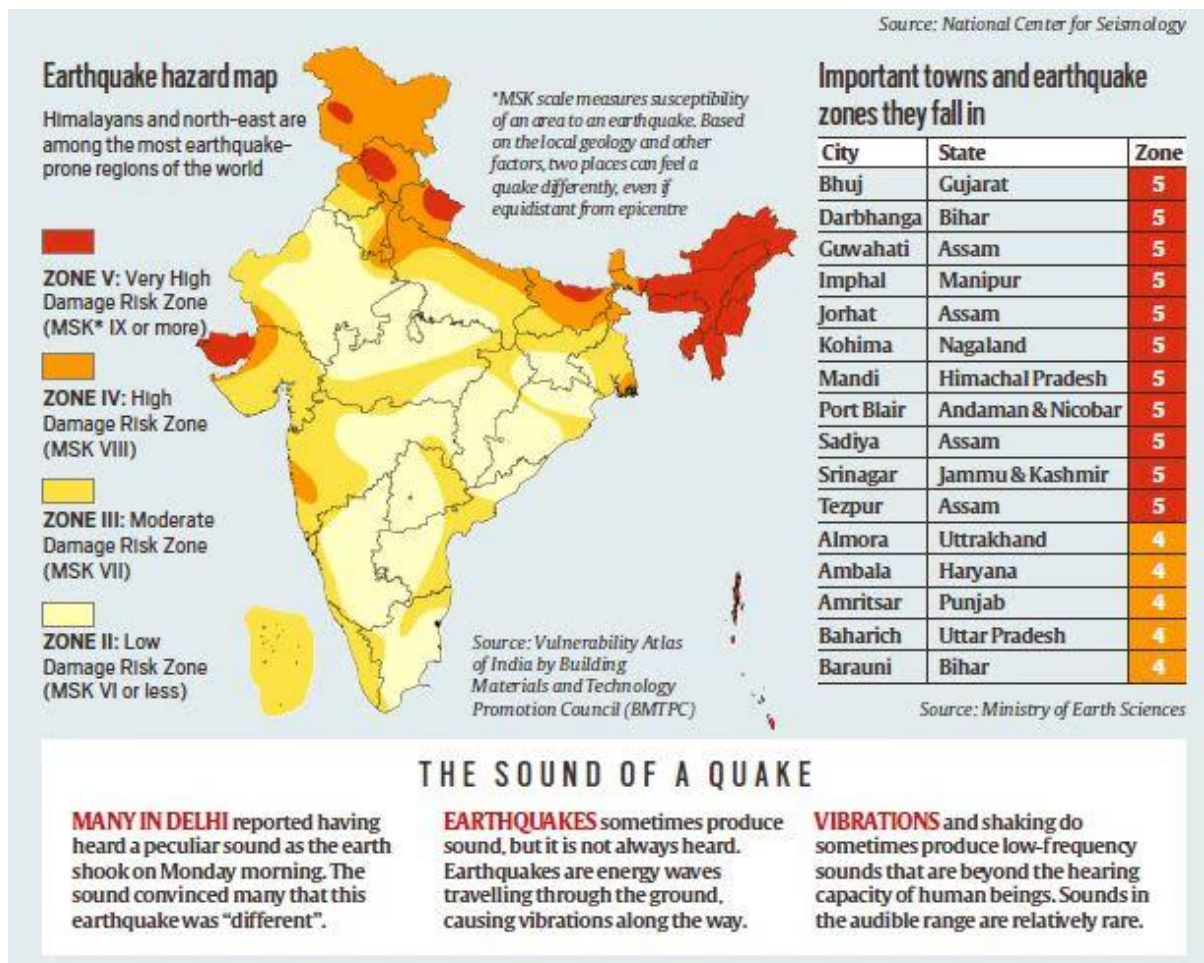 Source: National Center for Seismology
Earthquake hazard map
Himalayans and north-east are
among the most earthquake-
prone regions of the world
*MSK scale measures susceptibility
of an area to an earthquake. Based
on the local geology and other
factors, two places can feel a
quake differently, even if
equidistant from epicentre
ZONE V: Very High
Damage Risk Zone
(MSK* IX or more)
ZONE IV: High
Damage Risk Zone
(MSK VIII)
ZONE III: Moderate
Damage Risk Zone
(MSK VII)
ZONE II: Low
Damage Risk Zone
(MSK VI or less)
Source: Vulnerability Atlas
of India by Building
Materials and Technology
Promotion Council (BMTPC)
Important towns and earthquake
zones they fall in
City State Zone
Bhuj Gujarat 5
Darbhanga Bihar 5
Guwahati Assam 5
Imphal Manipur 5
Jorhat Assam 5
Kohima Nagaland 5
Mandi Himachal Pradesh 5
Port Blair Andaman & Nicobar 5
Sadiya Assam 5
Srinagar Jammu & Kashmir 5
Tezpur Assam 5
Almora Uttrakhand 4
Ambala Haryana 4
Amritsar Punjab 4
Baharich Uttar Pradesh 4
Barauni Bihar 4
Source: Ministry of Earth Sciences
THE SOUND OF A QUAKE
MANY IN DELHI reported having
heard a peculiar sound as the earth
shook on Monday morning. The
sound convinced many that this
earthquake was “different”.
EARTHQUAKES sometimes produce
sound, but it is not always heard.
Earthquakes are energy waves
travelling through the ground,
causing vibrations along the way.
VIBRATIONS and shaking do
sometimes produce low-frequency
sounds that are beyond the hearing
capacity of human beings. Sounds in
the audible range are relatively rare.